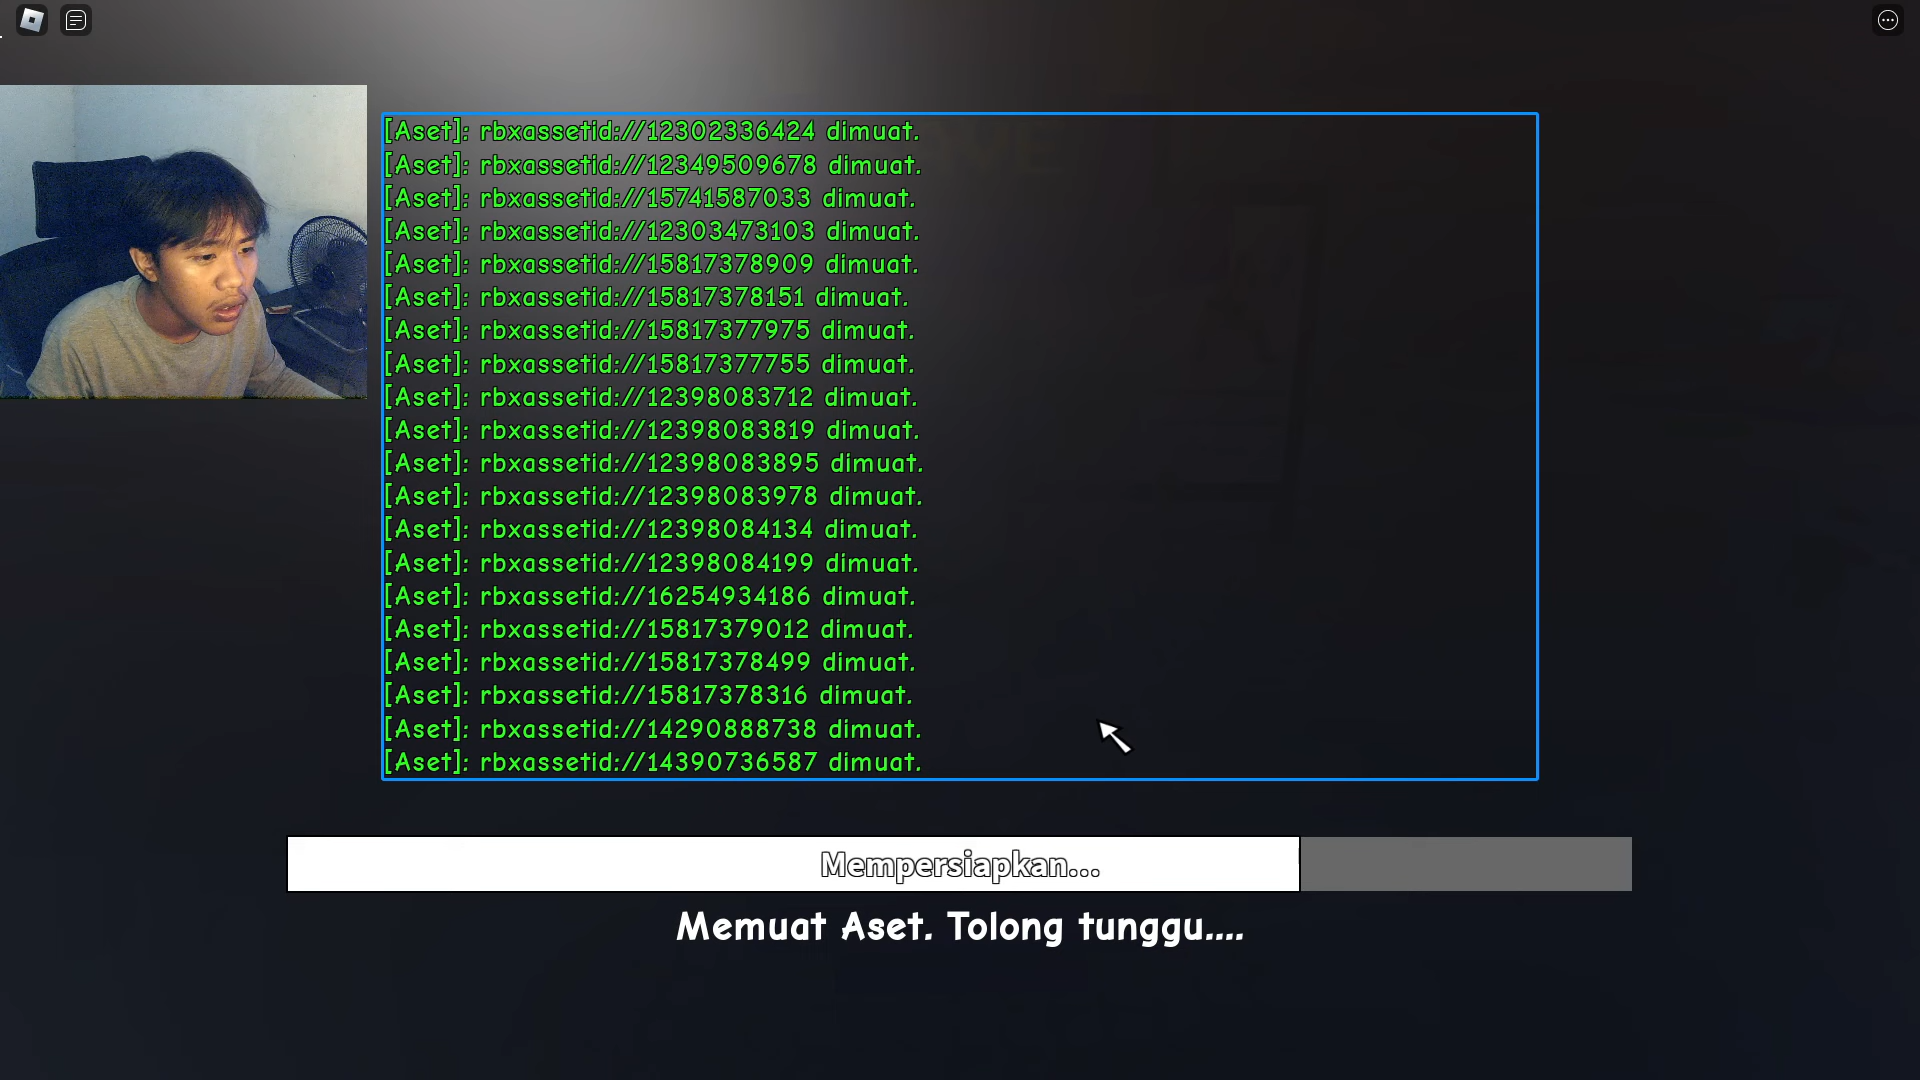 [Aset]: rbxassetid://12302336424 dimuat.
[Aset]: rbxassetid://12349509678 dimuat.
[Aset]: rbxassetid://15741587033 dimuat.
[Aset]: rbxassetid://12303473103 dimuat.
[Aset]: rbxassetid://15817378909 dimuat.
[Aset]: rbxassetid://15817378151 dimuat.
[Aset]: rbxassetid://15817377975 dimuat.
[Aset]: rbxassetid://15817377755 dimuat.
[Aset]: rbxassetid://12398083712 dimuat.
[Aset]: rbxassetid://12398083819 dimuat.
[Aset]: rbxassetid://12398083895 dimuat.
[Aset]: rbxassetid://12398083978 dimuat.
[Aset]: rbxassetid://12398084134 dimuat.
[Aset]: rbxassetid://12398084199 dimuat.
[Aset]: rbxassetid://16254934186 dimuat.
[Aset]: rbxassetid://15817379012 dimuat.
[Aset]: rbxassetid://15817378499 dimuat.
[Aset]: rbxassetid://15817378316 dimuat.
[Aset]: rbxassetid://14290888738 dimuat.
[Aset]: rbxassetid://14390736587 dimuat.
Mempersiapkan...
Memuat Aset. Tolong tunggu....